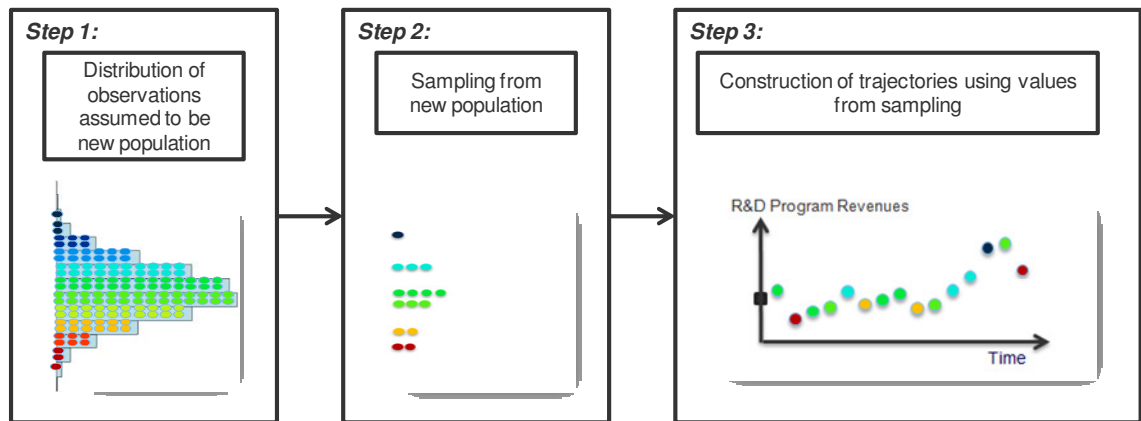 Step 1:
Distribution of
observations
assumed to be
new population
Step 2:
Sampling from
new population
Step 3:
Construction of trajectories using values
from sampling
R&D Program Revenues
Time